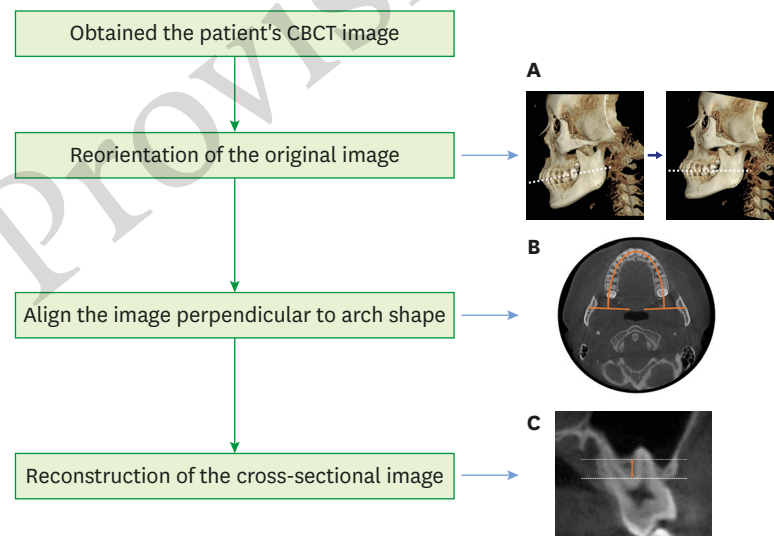 Obtained the patient's CBCT image
A
Reorientation of the original image
B
Align the image perpendicular to arch shape
C
Reconstruction of the cross-sectional image
Provisi